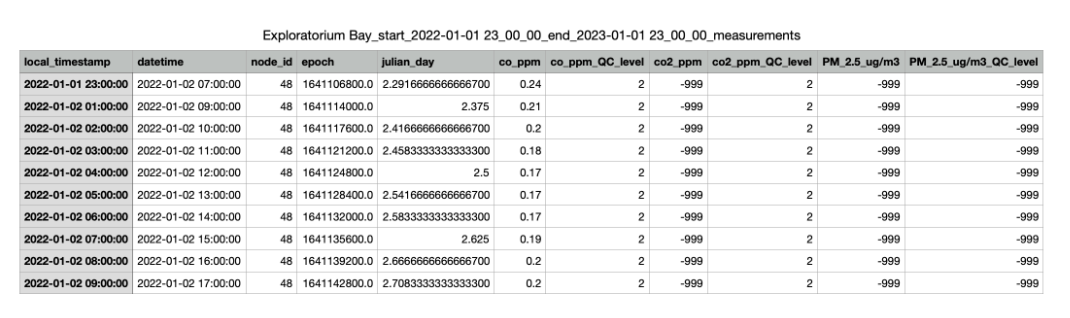 Exploratorium Bay_start_2022-01-01 23_00_00_end_2023-01-01 23_00_00_measurements
local_timestamp datetime node_id epoch julian_day co_ppm co_ppm_QC_level co2_ppm co2_ppm_QC_level PM_2.5_ug/m3 PM_2.5_ug/m3_QC_level
2022-01-01 23:00:00 2022-01-02 07:00:00 48 1641106800.0 2.2916666666666700 0.24 2 -999 2 -999 -999
2022-01-02 01:00:00 2022-01-02 09:00:00 48 1641114000.0 2.375 0.21 2 -999 2 -999 -999
2022-01-02 02:00:00 2022-01-02 10:00:00 48 1641117600.0 2.4166666666666700 0.2 2 -999 2 -999 -999
2022-01-02 03:00:00 2022-01-02 11:00:00 48 1641121200.0 2.4583333333333300 0.18 2 -999 2 -999 -999
2022-01-02 04:00:00 2022-01-02 12:00:00 48 1641124800.0 2.5 0.17 2 -999 2 -999 -999
2022-01-02 05:00:00 2022-01-02 13:00:00 48 1641128400.0 2.5416666666666700 0.17 2 -999 2 -999 -999
2022-01-02 06:00:00 2022-01-02 14:00:00 48 1641132000.0 2.5833333333333300 0.17 2 -999 2 -999 -999
2022-01-02 07:00:00 2022-01-02 15:00:00 48 1641135600.0 2.625 0.19 2 -999 2 -999 -999
2022-01-02 08:00:00 2022-01-02 16:00:00 48 1641139200.0 2.6666666666666700 0.2 2 -999 2 -999 -999
2022-01-02 09:00:00 2022-01-02 17:00:00 48 1641142800.0 2.7083333333333300 0.2 2 -999 2 -999 -999